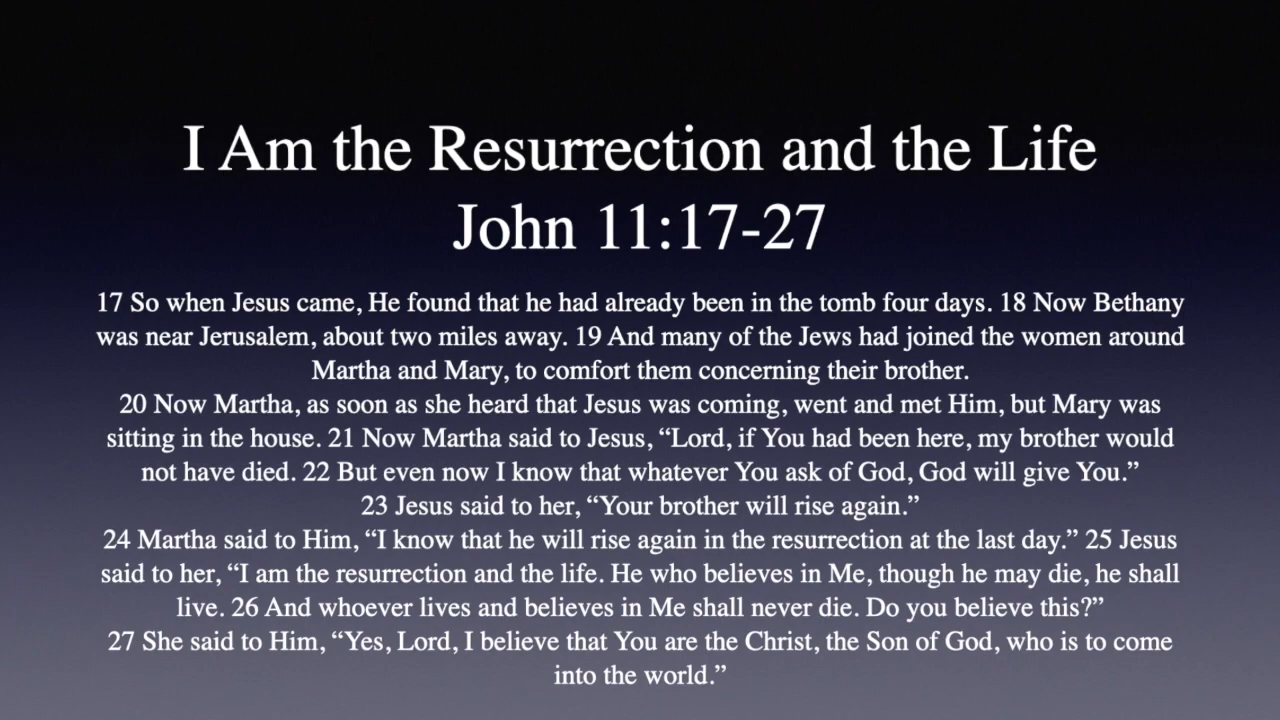 I Am the Resurrection and the Life
John 11:17-27
17 So when Jesus came, He found that he had already been in the tomb four days. 18 Now Bethany
was near Jerusalem, about two miles away. 19 And many of the Jews had joined the women around
Martha and Mary, to comfort them concerning their brother.
20 Now Martha, as soon as she heard that Jesus was coming, went and met Him, but Mary was
sitting in the house. 21 Now Martha said to Jesus, “Lord, if You had been here, my brother would
not have died. 22 But even now I know that whatever You ask of God, God will give You.”
23 Jesus said to her, “Your brother will rise again.”
24 Martha said to Him, “I know that he will rise again in the resurrection at the last day.” 25 Jesus
said to her, “I am the resurrection and the life. He who believes in Me, though he may die, he shall
live. 26 And whoever lives and believes in Me shall never die. Do you believe this?”
27 She said to Him, “Yes, Lord, I believe that You are the Christ, the Son of God, who is to come
into the world.”